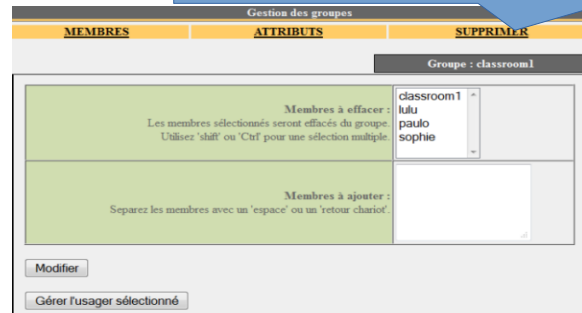 Gestion des groupes
MEMBRES ATTRIBUTS SUPPRIMER
Groupe : classroom1
Membres à effacer :
Les membres sélectionnés seront effacés du groupe.
Utilisez 'shift' ou 'Ctrl' pour une sélection multiple.
classroom1
lulu
paulo
sophie
Membres à ajouter :
Separez les membres avec un 'espace' ou un 'retour chariot'.
Modifier
Gérer l'usager sélectionné